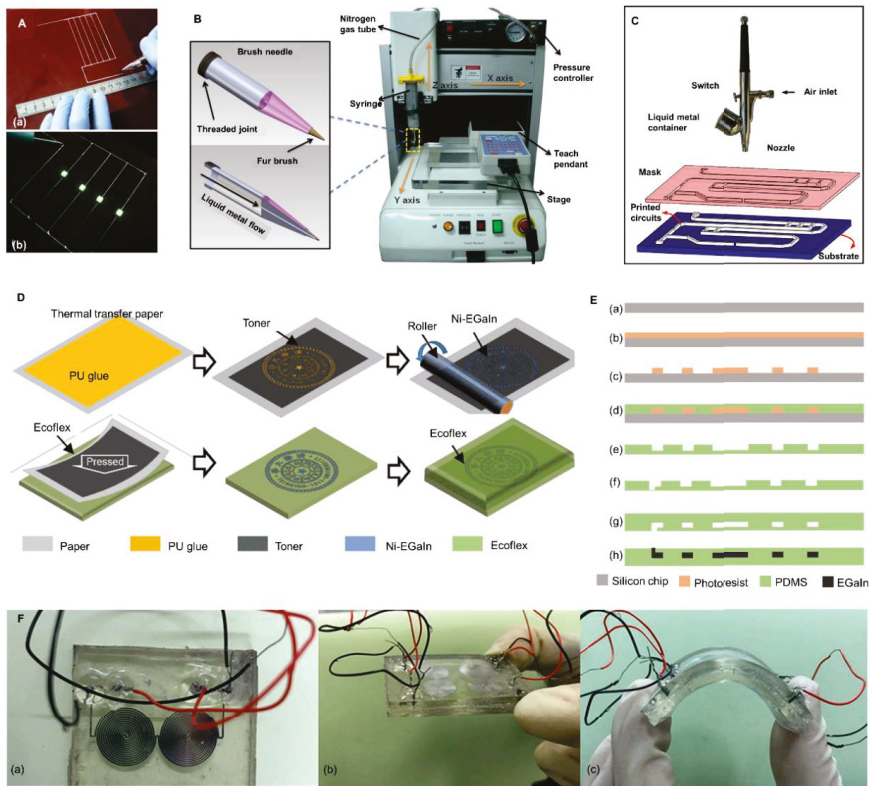 A
(a)
(b)
B
Nitrogen
gas tube
Brush needle
Z axis
X axis
Pressure
controller
Syringe
Threaded joint
Fur brush
Teach
pendant
Liquid metal flow
Y axis
Stage
C
Switch
Air inlet
Liquid metal
container
Nozzle
Mask
Printed
circuits
Substrate
D
Thermal transfer paper
PU glue
Toner
Roller
Ni-EGaIn
Ecoflex
Pressed
Ecoflex
Paper
PU glue
Toner
Ni-EGaIn
Ecoflex
E
(a)
(b)
(c)
(d)
(e)
(f)
(g)
(h)
Silicon chip
Photoresist
PDMS
EGaIn
F
(a)
(b)
(c)